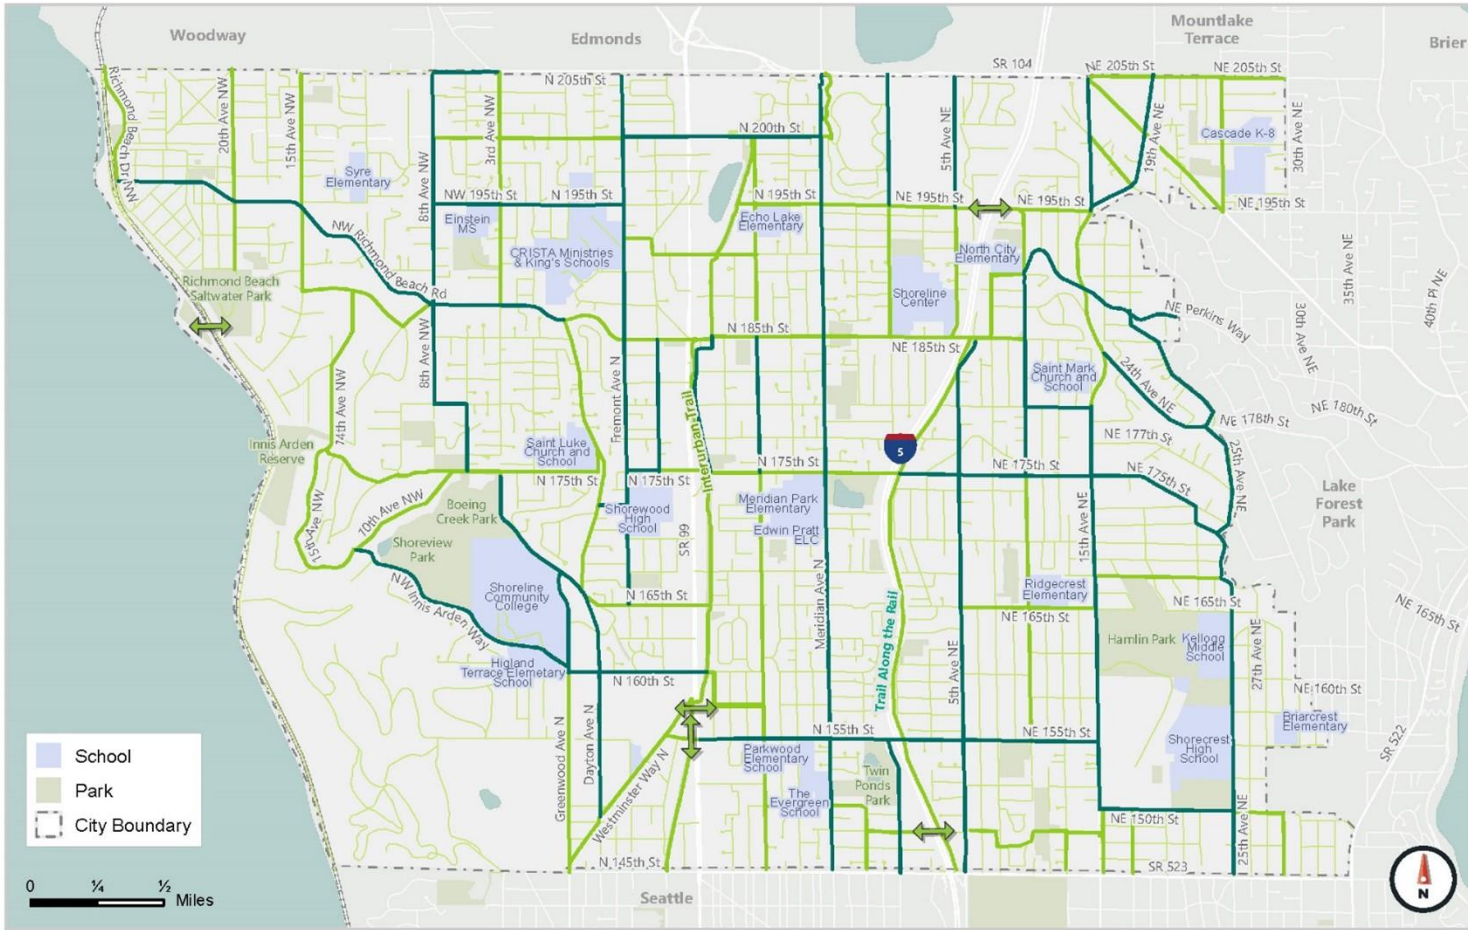 Woodway
Edmonds
Mountlake
Terrace
Brier
SR 104
NE 205th St
NE 205th St
N 205th St
Richmond Beach Dr NW
20th Ave NW
15th Ave NW
3rd Ave NW
8th Ave NW
N 200th St
5th Ave NE
19th Ave NE
Cascade K-8
30th Ave NE
Syre
Elementary
NW 195th St
N 195th St
N 195th St
NE 195th St
NE 195th St
NE 195th St
Einstein
MS
Echo Lake
Elementary
CRISTA Ministries
& King's Schools
North City
Elementary
NW Richmond Beach Rd
Richmond Beach
Saltwater Park
Shoreline
Center
35th Ave NE
40th Pl NE
NE Perkins Way
30th Ave NE
N 185th St
NE 185th St
8th Ave NW
Fremont Ave N
Saint Mark
Church and
School
24th Ave NE
14th Ave NW
Interurban Trail
NE 180th St
NE 178th St
NE 177th St
Innis Arden
Reserve
Saint Luke
Church and
School
5
25th Ave NE
N 175th St
N 175th St
N 175th St
NE 175th St
NE 175th St
15th Ave NW
10th Ave NW
Boeing
Creek Park
Shorewood
High
School
Meridian Park
Elementary
Edwin Pratt
ELC
Lake
Forest
Park
Shoreview
Park
SR 99
15th Ave NE
NW Innis Arden Way
Shoreline
Community
College
N 165th St
Meridian Ave N
Trail Along the Rail
Ridgecrest
Elementary
NE 165th St
NE 165th St
NE 165th St
Hamlin Park
Kellogg
Middle
School
27th Ave NE
Higland
Terrace Elemetary
School
N 160th St
5th Ave NE
NE 160th St
Greenwood Ave N
Dayton Ave N
Westminster Way N
N 155th St
NE 155th St
Briarcrest
Elementary
Shorecrest
High
School
SR 522
Parkwood
Elementary
School
Twin
Ponds
Park
The
Evergreen
School
NE 150th St
25th Ave NE
N 145th St
SR 523
Seattle
School
Park
City Boundary
0 ¼ ½
Miles
N